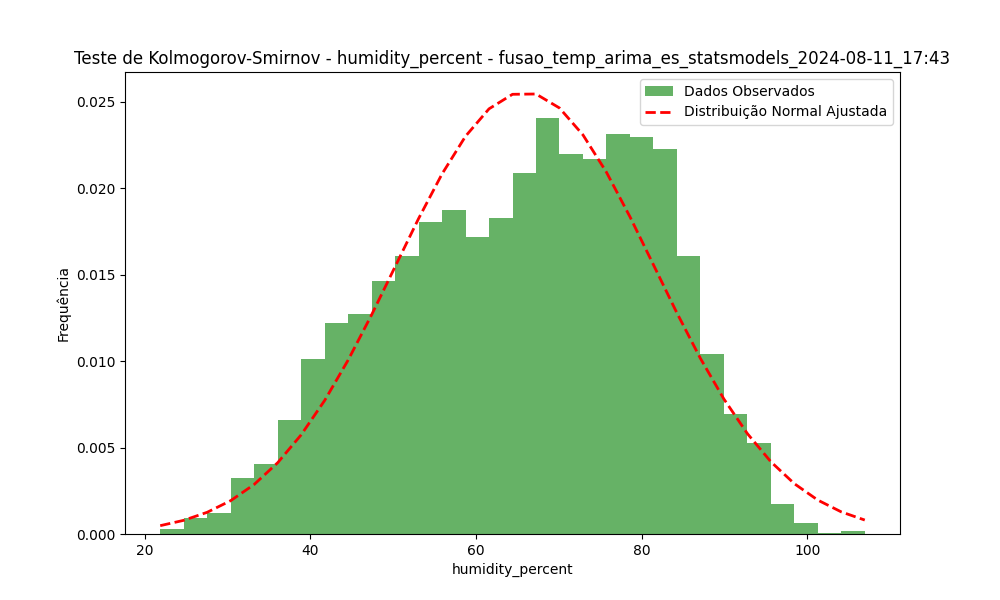 Teste de Kolmogorov-Smirnov - humidity_percent - fusao_temp_arima_es_statsmodels_2024-08-11_17:43
Dados Observados
Distribuição Normal Ajustada
Frequência
0.025
0.020
0.015
0.010
0.005
0.000
20 40 60 80 100
humidity_percent